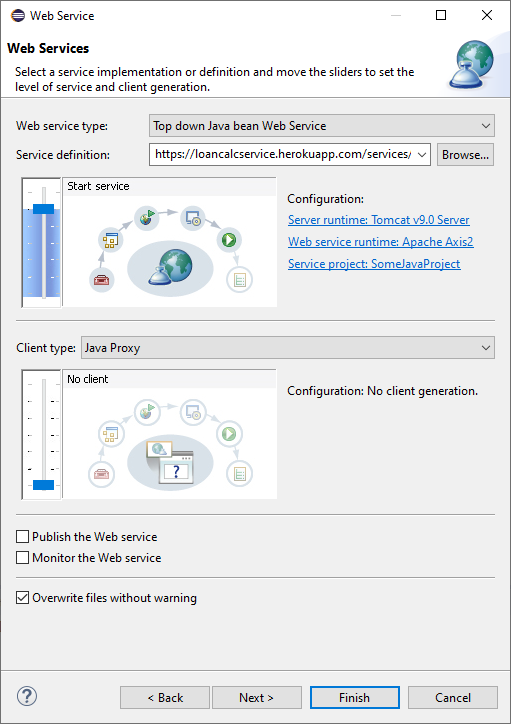 Web Service
Web Services
Select a service implementation or definition and move the sliders to set the
level of service and client generation.
Web service type: Top down Java bean Web Service
Service definition: https://loancalcservice.herokuapp.com/services/ Browse...
Start service
Configuration:
Server runtime: Tomcat v9.0 Server
Web service runtime: Apache Axis2
Service project: SomeJavaProject
Client type: Java Proxy
No client
Configuration: No client generation.
?
Publish the Web service
Monitor the Web service
Overwrite files without warning
? < Back Next > Finish Cancel